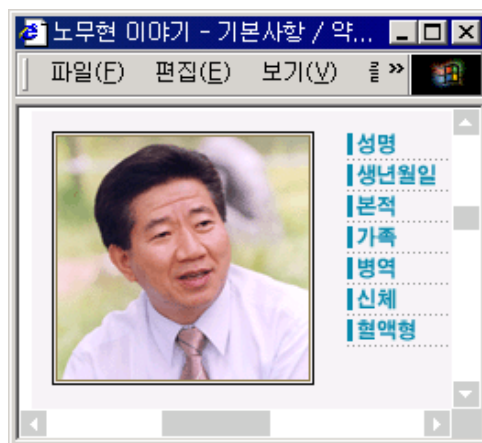 노무현 이야기 - 기본사항 / 약...
파일(F) 편집(E) 보기(V) »
성명
생년월일
본적
가족
병역
신체
혈액형